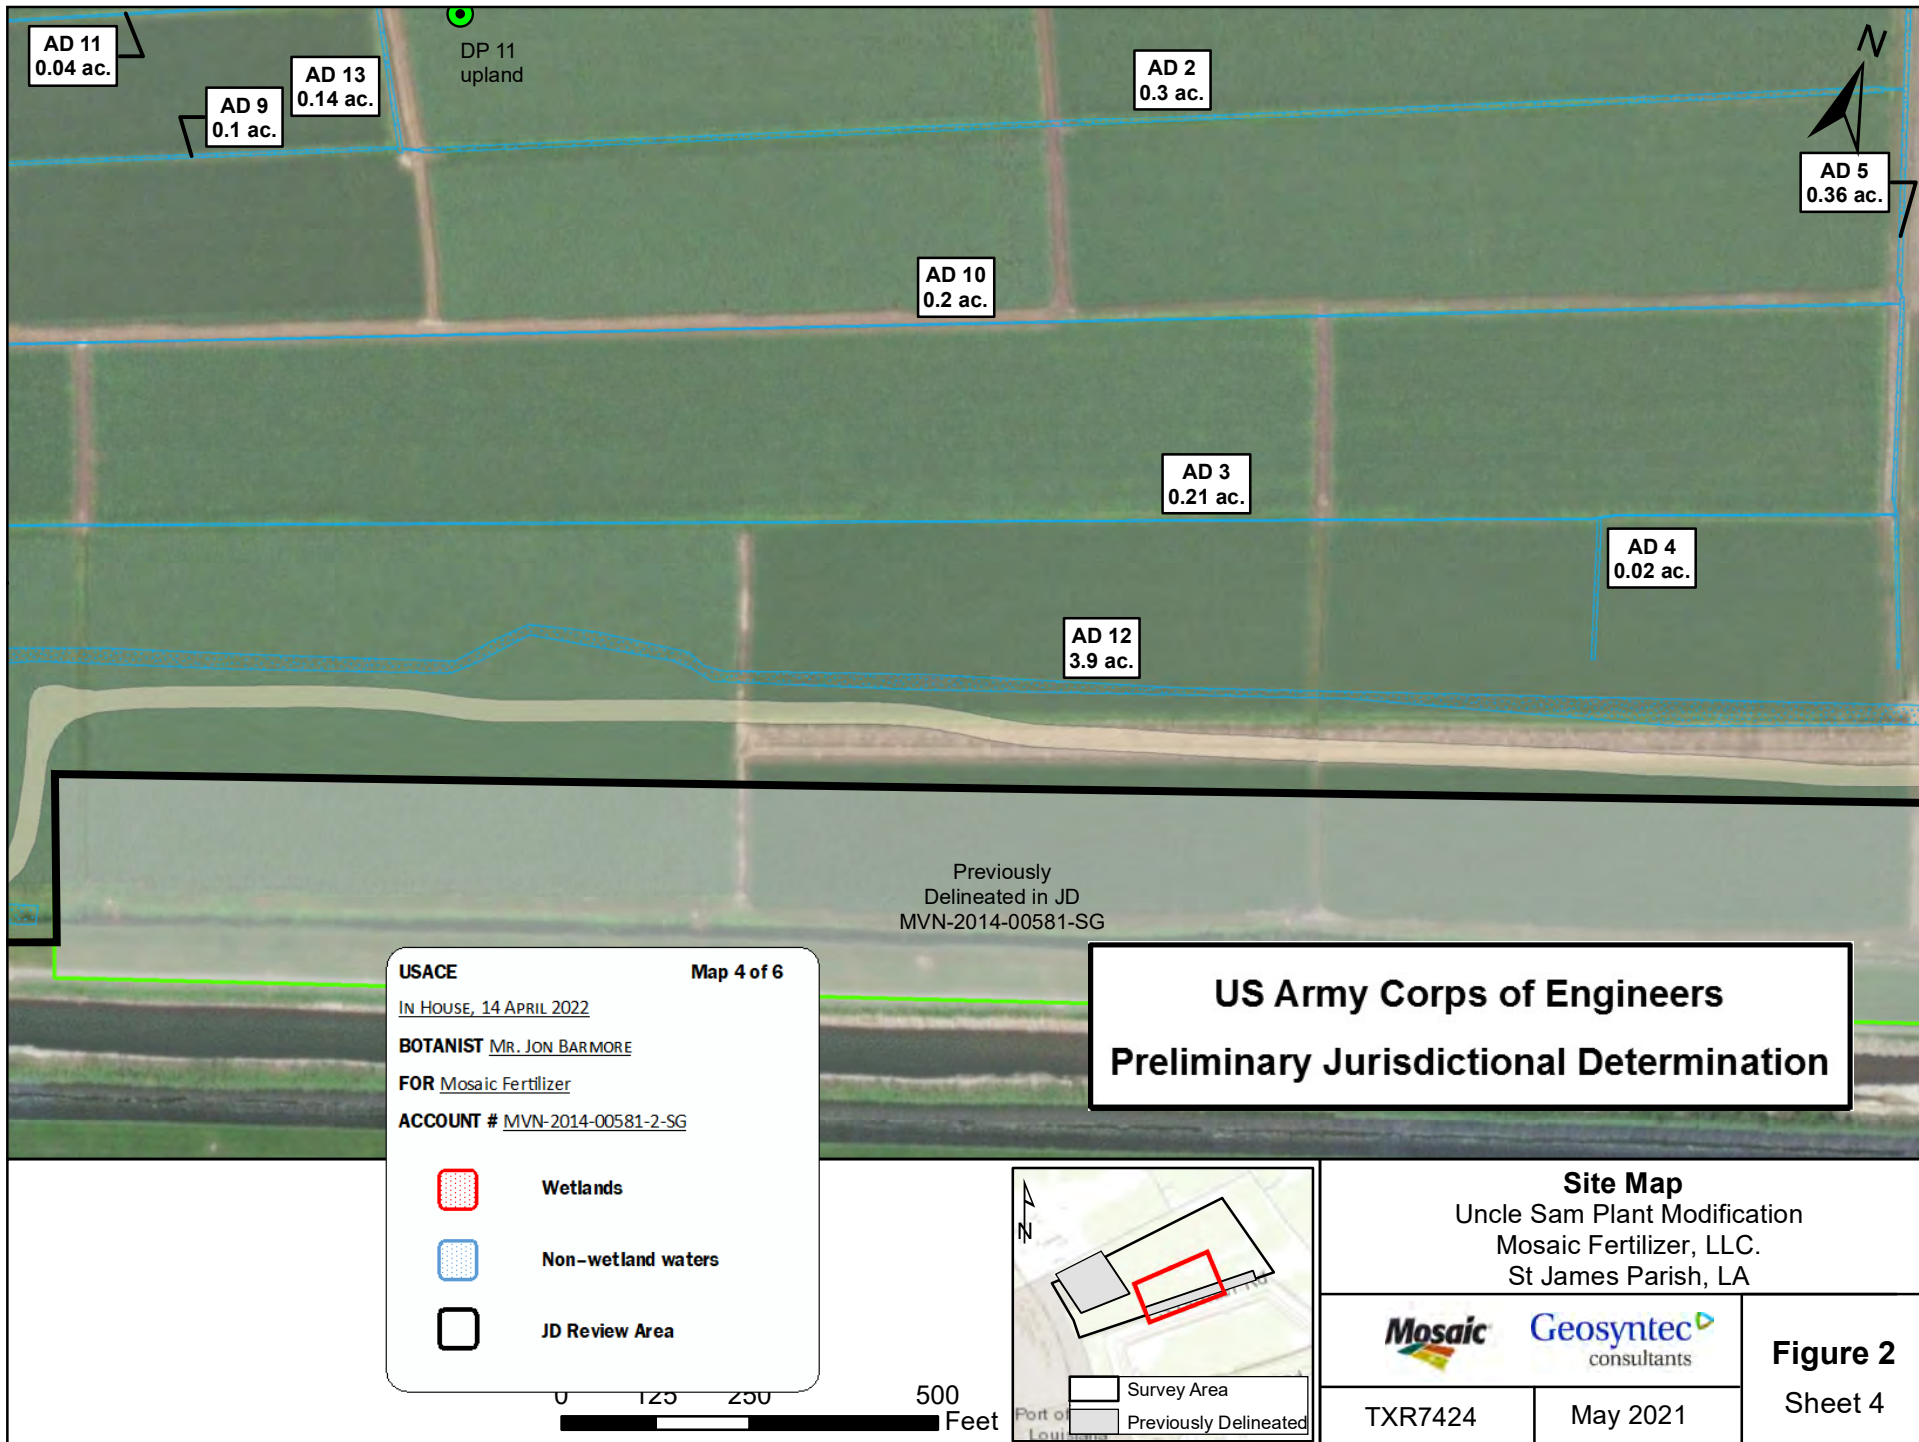 AD 11
0.04 ac.
AD 13
0.14 ac.
AD 9
0.1 ac.
DP 11
upland
AD 2
0.3 ac.
N
AD 5
0.36 ac.
AD 10
0.2 ac.
AD 3
0.21 ac.
AD 4
0.02 ac.
AD 12
3.9 ac.
Previously
Delineated in JD
MVN-2014-00581-SG
US Army Corps of Engineers
Preliminary Jurisdictional Determination
USACE Map 4 of 6
IN HOUSE, 14 APRIL 2022
BOTANIST MR. JON BARMORE
FOR Mosaic Fertilizer
ACCOUNT # MVN-2014-00581-2-SG
Wetlands
Non-wetland waters
JD Review Area
0 125 250 500
Feet
N
Rd
Port of
Louisiana
Survey Area
Previously Delineated
Site Map
Uncle Sam Plant Modification
Mosaic Fertilizer, LLC.
St James Parish, LA
Mosaic
Geosyntec
consultants
TXR7424
May 2021
Figure 2
Sheet 4